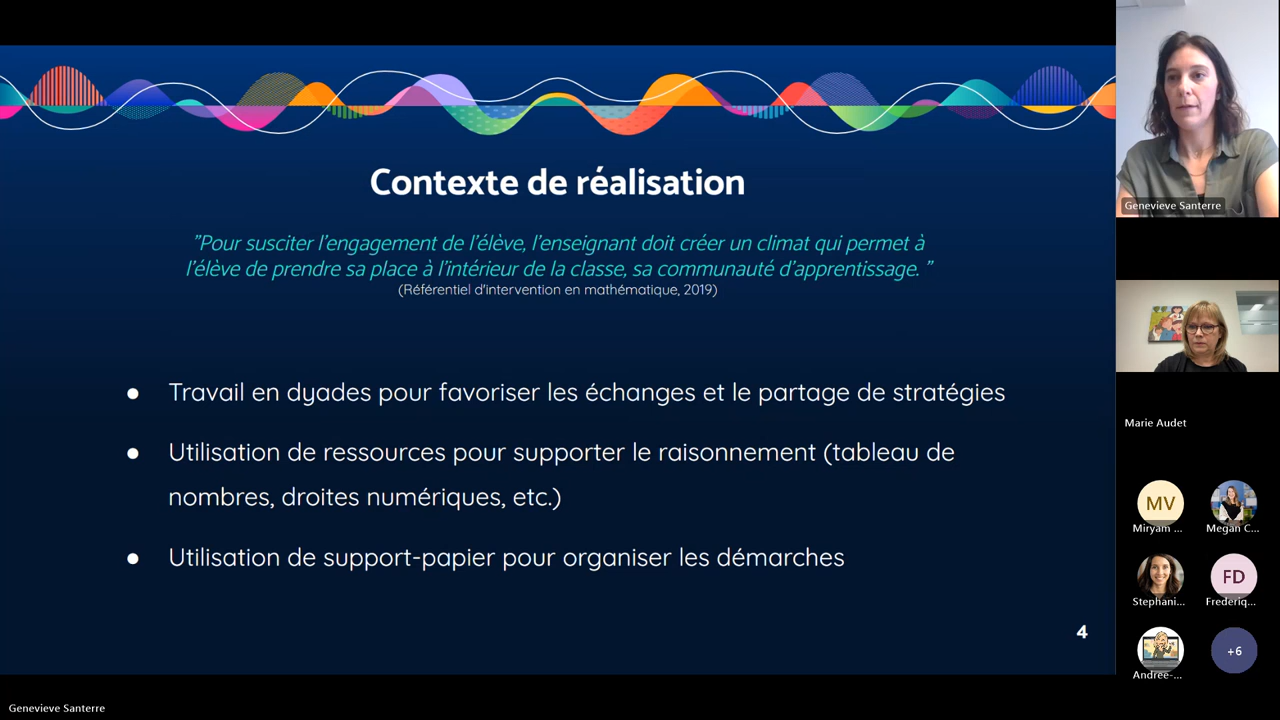 Contexte de réalisation
"Pour susciter l'engagement de l'élève, l'enseignant doit créer un climat qui permet à
l'élève de prendre sa place à l'intérieur de la classe, sa communauté d'apprentissage. "
(Référentiel d'intervention en mathématique, 2019)
● Travail en dyades pour favoriser les échanges et le partage de stratégies
● Utilisation de ressources pour supporter le raisonnement (tableau de
nombres, droites numériques, etc.)
● Utilisation de support-papier pour organiser les démarches
4
Genevieve Santerre
Genevieve Santerre
Marie Audet
MV
Miryam ...
Megan C...
Stephani...
FD
Frederiq...
Andree-...
+6